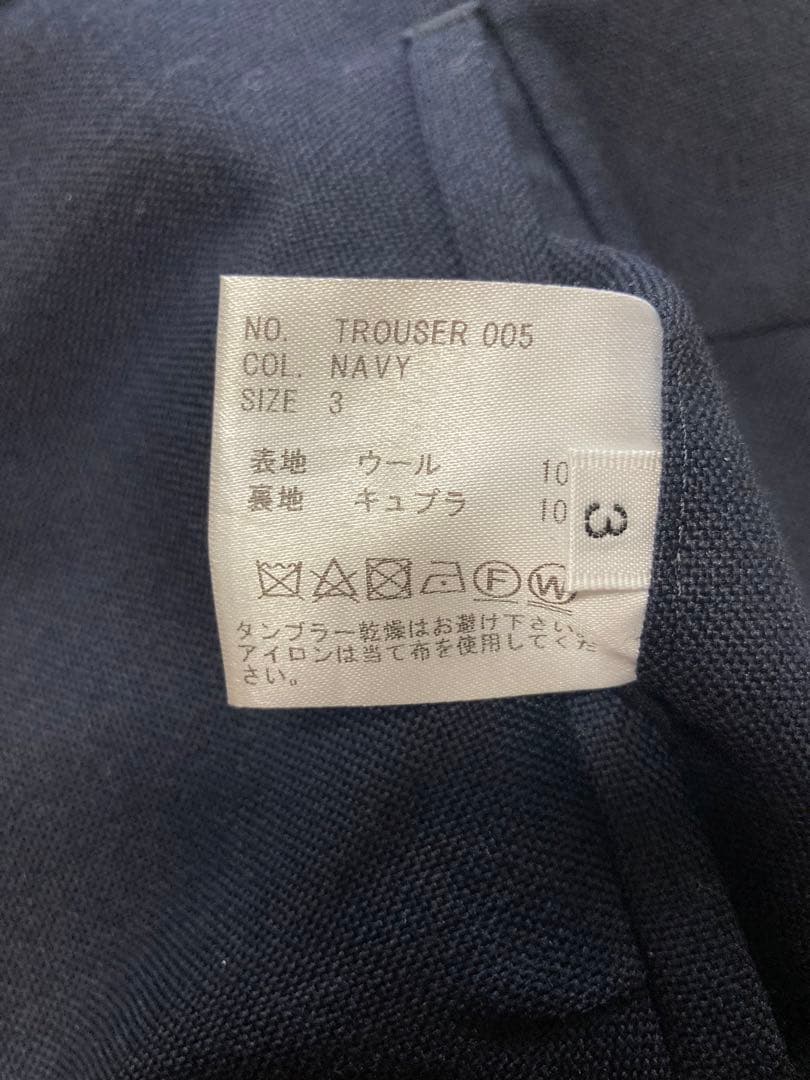 NO. TROUSER 005
COL. NAVY
SIZE 3
表地 ウール 10
裏地 キュプラ 10
3
F W
タンブラー乾燥はお避け下さい。
アイロンは当て布を使用してくだ
さい。